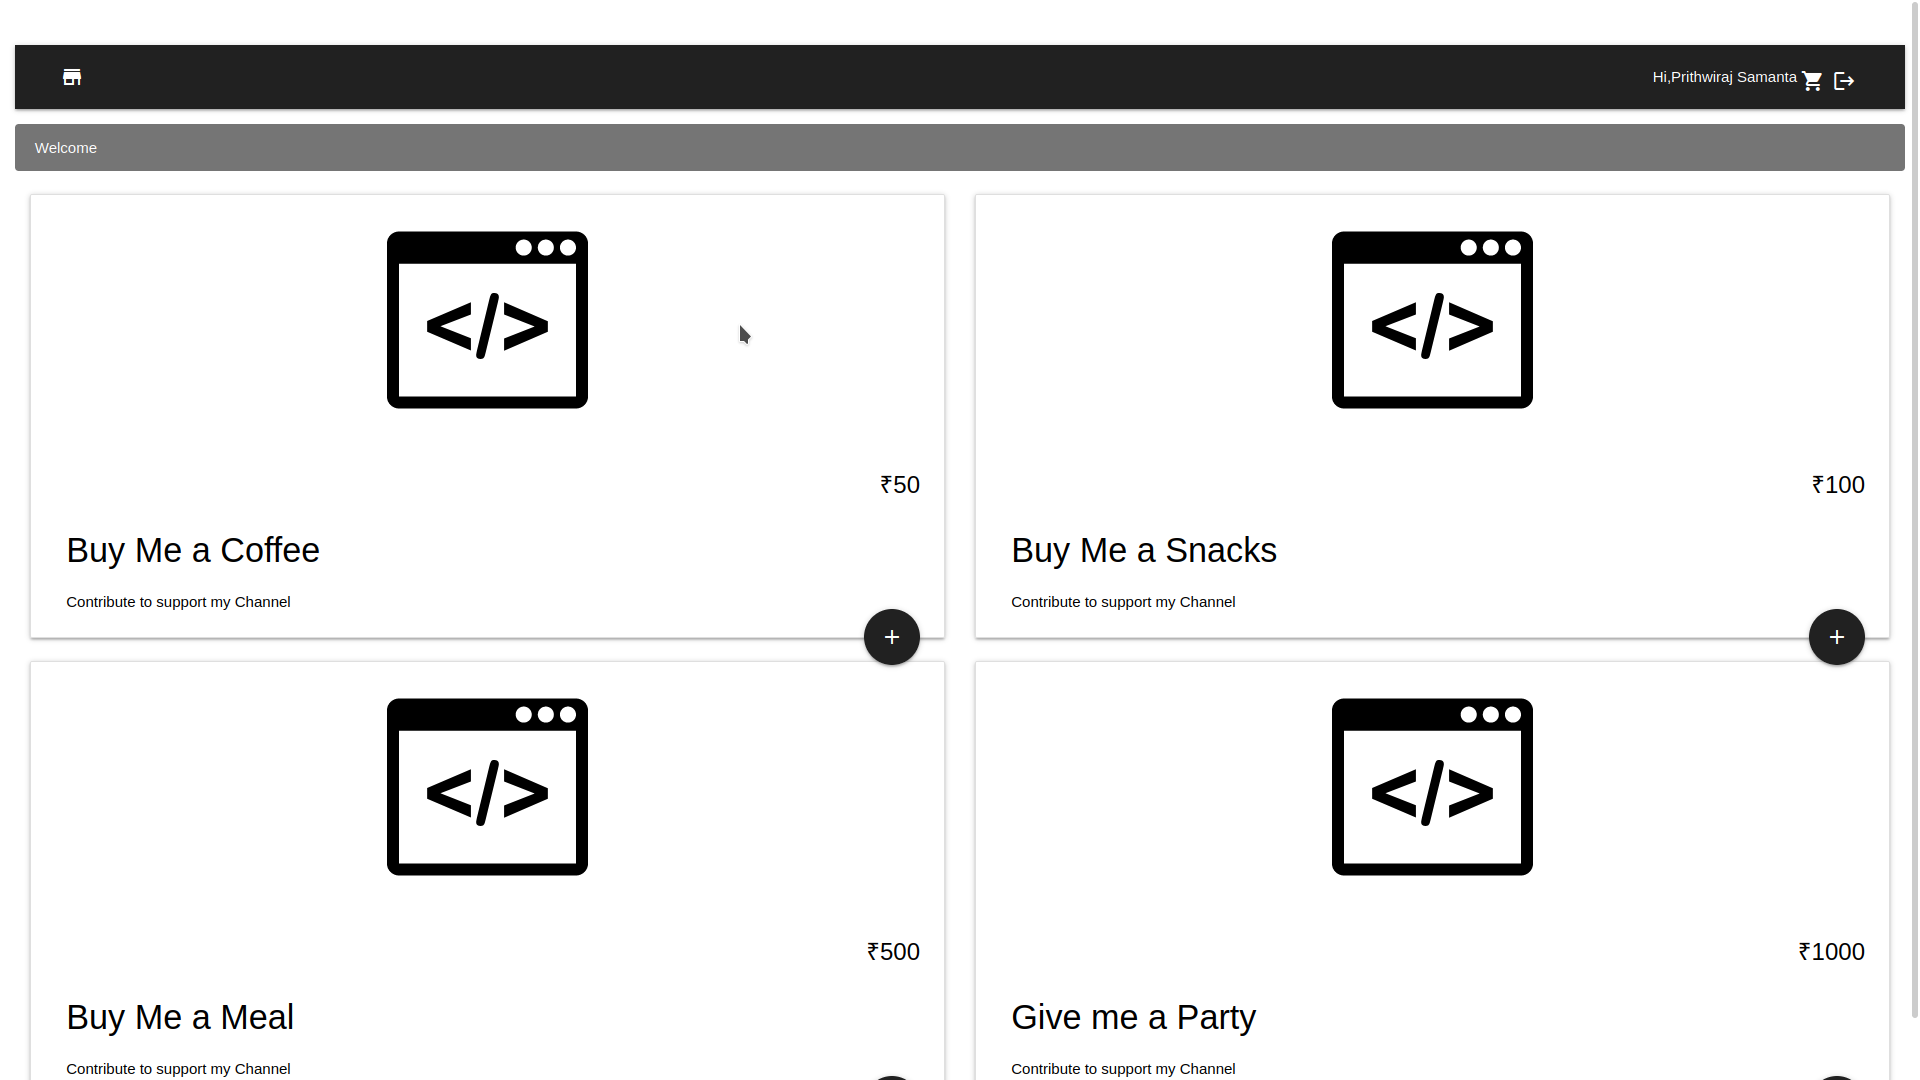 Hi,Prithwiraj Samanta
Welcome
</>
₹50
Buy Me a Coffee
Contribute to support my Channel
+
</>
₹100
Buy Me a Snacks
Contribute to support my Channel
+
</>
₹500
Buy Me a Meal
Contribute to support my Channel
</>
₹1000
Give me a Party
Contribute to support my Channel